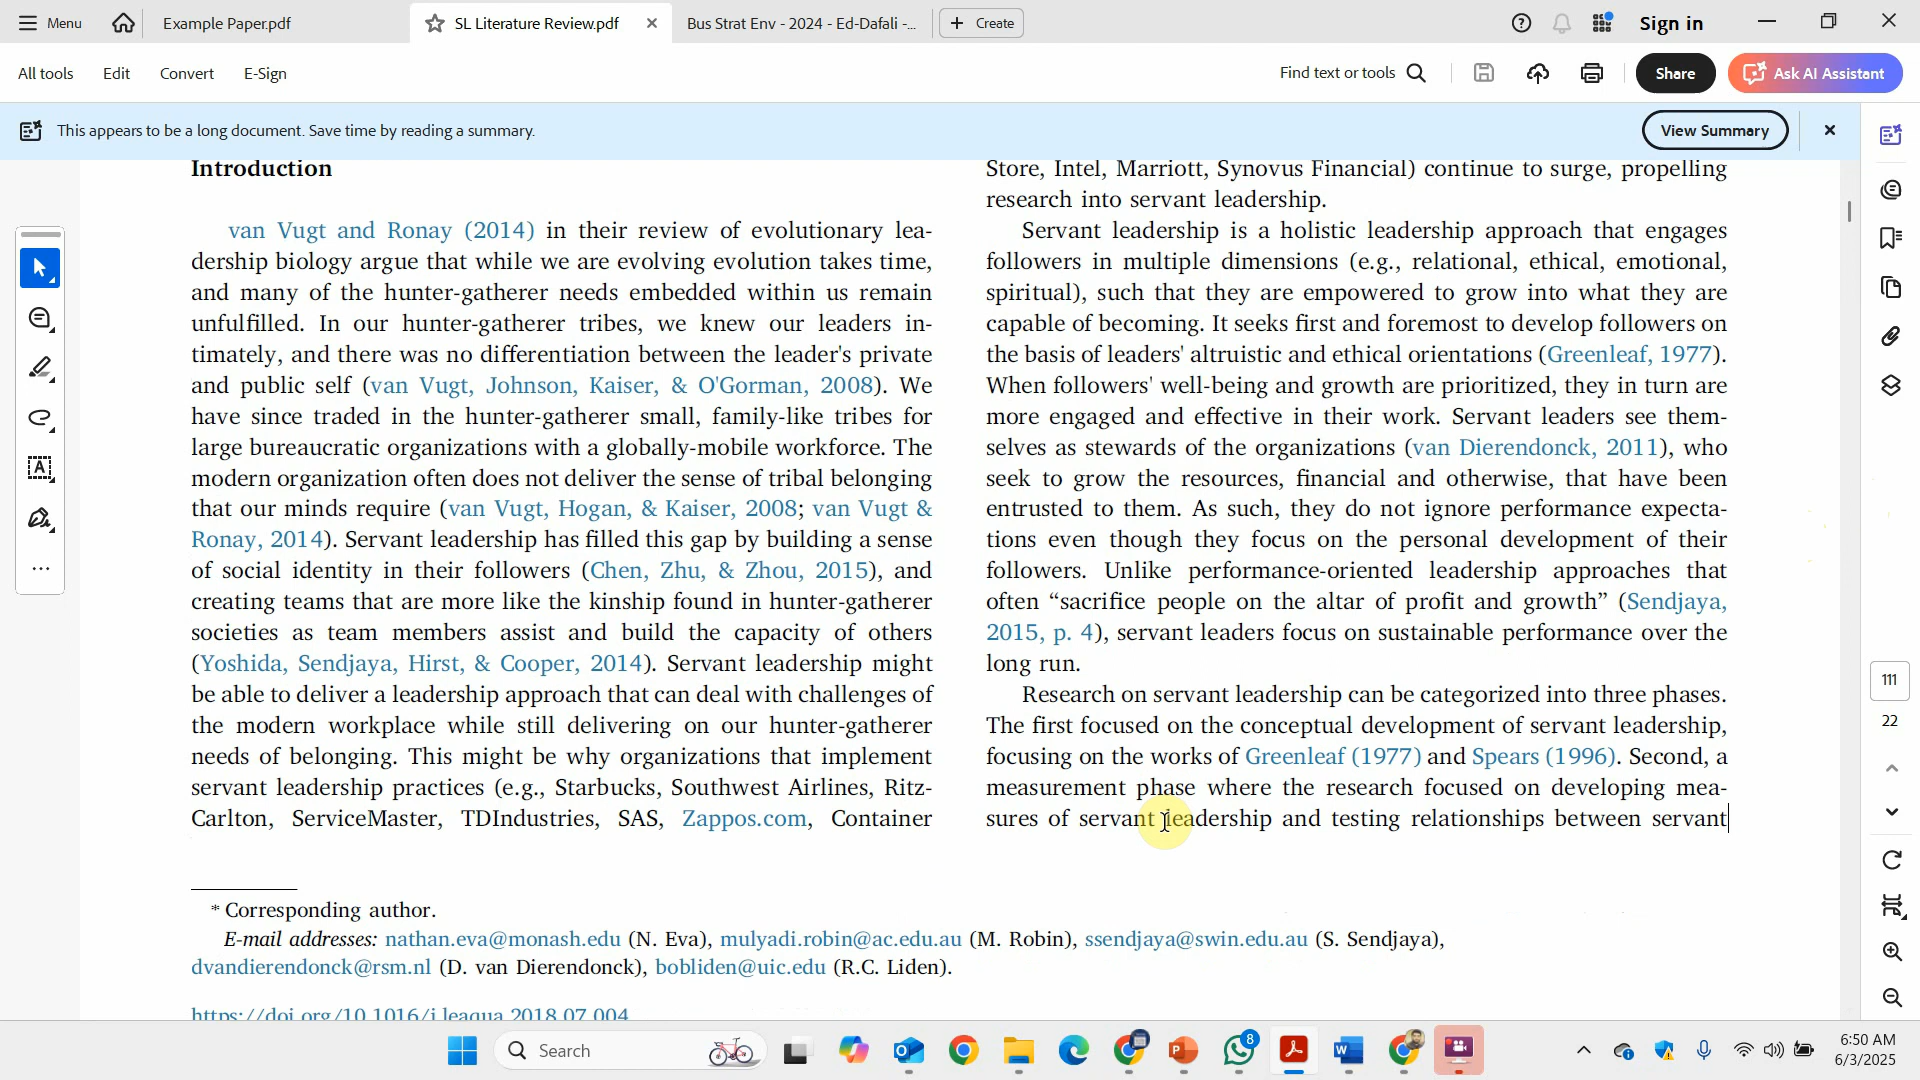 Menu
Example Paper.pdf
SL Literature Review.pdf
Bus Strat Env - 2024 - Ed-Dafali -...
Create
Sign in
All tools
Edit
Convert
E-Sign
Find text or tools
Share
Ask AI Assistant
This appears to be a long document. Save time by reading a summary.
View Summary
Introduction
van Vugt and Ronay (2014) in their review of evolutionary lea-
dership biology argue that while we are evolving evolution takes time,
and many of the hunter-gatherer needs embedded within us remain
unfulfilled. In our hunter-gatherer tribes, we knew our leaders in-
timately, and there was no differentiation between the leader's private
and public self (van Vugt, Johnson, Kaiser, & O'Gorman, 2008). We
have since traded in the hunter-gatherer small, family-like tribes for
large bureaucratic organizations with a globally-mobile workforce. The
modern organization often does not deliver the sense of tribal belonging
that our minds require (van Vugt, Hogan, & Kaiser, 2008; van Vugt &
Ronay, 2014). Servant leadership has filled this gap by building a sense
of social identity in their followers (Chen, Zhu, & Zhou, 2015), and
creating teams that are more like the kinship found in hunter-gatherer
societies as team members assist and build the capacity of others
(Yoshida, Sendjaya, Hirst, & Cooper, 2014). Servant leadership might
be able to deliver a leadership approach that can deal with challenges of
the modern workplace while still delivering on our hunter-gatherer
needs of belonging. This might be why organizations that implement
servant leadership practices (e.g., Starbucks, Southwest Airlines, Ritz-
Carlton, ServiceMaster, TDIndustries, SAS, Zappos.com, Container
Store, Intel, Marriott, Synovus Financial) continue to surge, propelling
research into servant leadership.
Servant leadership is a holistic leadership approach that engages
followers in multiple dimensions (e.g., relational, ethical, emotional,
spiritual), such that they are empowered to grow into what they are
capable of becoming. It seeks first and foremost to develop followers on
the basis of leaders' altruistic and ethical orientations (Greenleaf, 1977).
When followers' well-being and growth are prioritized, they in turn are
more engaged and effective in their work. Servant leaders see them-
selves as stewards of the organizations (van Dierendonck, 2011), who
seek to grow the resources, financial and otherwise, that have been
entrusted to them. As such, they do not ignore performance expecta-
tions even though they focus on the personal development of their
followers. Unlike performance-oriented leadership approaches that
often “sacrifice people on the altar of profit and growth” (Sendjaya,
2015, p. 4), servant leaders focus on sustainable performance over the
long run.
Research on servant leadership can be categorized into three phases.
The first focused on the conceptual development of servant leadership,
focusing on the works of Greenleaf (1977) and Spears (1996). Second, a
measurement phase where the research focused on developing mea-
sures of servant leadership and testing relationships between servant
* Corresponding author.
E-mail addresses: nathan.eva@monash.edu (N. Eva), mulyadi.robin@ac.edu.au (M. Robin), ssendjaya@swin.edu.au (S. Sendjaya),
dvandierendonck@rsm.nl (D. van Dierendonck), bobliden@uic.edu (R.C. Liden).
https://doi.org/10.1016/j.leaqua.2018.07.004
111
22
Search
8
6:50 AM
6/3/2025